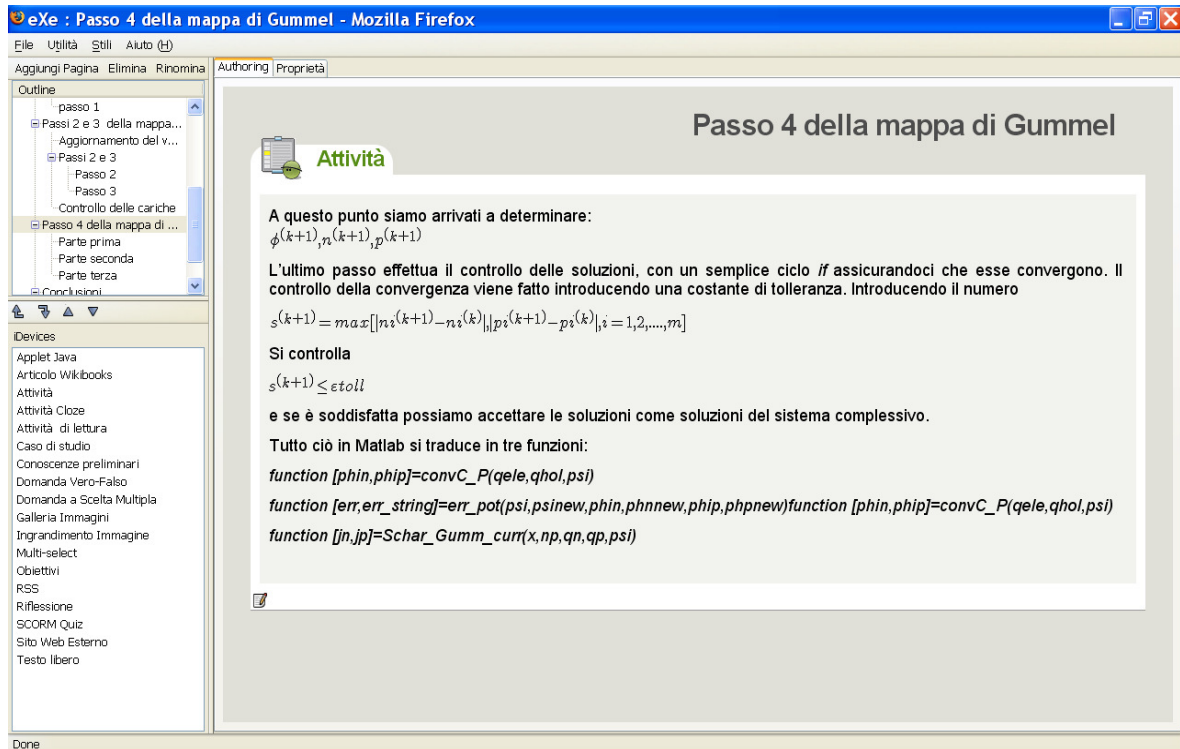 eXe : Passo 4 della mappa di Gummel - Mozilla Firefox
File Utilità Stili Aiuto (H)
Aggiungi Pagina Elimina Rinomina
Outline
passo 1
Passi 2 e 3 della mappa...
Aggiornamento del v...
Passi 2 e 3
Passo 2
Passo 3
Controllo delle cariche
Passo 4 della mappa di ...
Parte prima
Parte seconda
Parte terza
Conclusioni
iDevices
Applet Java
Articolo Wikibooks
Attività
Attività Cloze
Attività di lettura
Caso di studio
Conoscenze preliminari
Domanda Vero-Falso
Domanda a Scelta Multipla
Galleria Immagini
Ingrandimento Immagine
Multi-select
Obiettivi
RSS
Riflessione
SCORM Quiz
Sito Web Esterno
Testo libero
Authoring Proprietà
Passo 4 della mappa di Gummel
Attività
A questo punto siamo arrivati a determinare:
ϕ^(k+1),n^(k+1),p^(k+1)
L'ultimo passo effettua il controllo delle soluzioni, con un semplice ciclo if assicurandoci che esse convergono. Il
controllo della convergenza viene fatto introducendo una costante di tolleranza. Introducendo il numero
s^(k+1)=max[|ni^(k+1)−ni^(k)|,|pi^(k+1)−pi^(k)|,i=1,2,....,m]
Si controlla
s^(k+1)≤εtoll
e se è soddisfatta possiamo accettare le soluzioni come soluzioni del sistema complessivo.
Tutto ciò in Matlab si traduce in tre funzioni:
function [phin,phip]=convC_P(qele,qhol,psi)
function [err,err_string]=err_pot(psi,psinew,phin,phnnew,phip,phpnew)function [phin,phip]=convC_P(qele,qhol,psi)
function [jn,jp]=Schar_Gumm_curr(x,np,qn,qp,psi)
Done